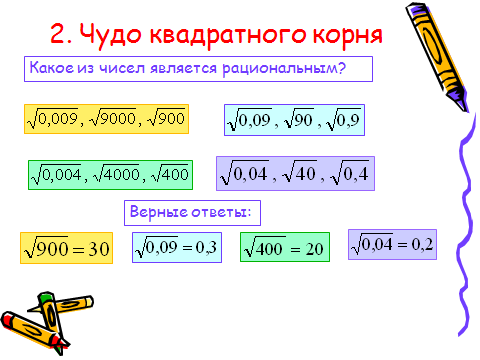 2. Чудо квадратного корня
Какое из чисел является рациональным?
√0,009 , √9000 , √900
√0,09 , √90 , √0,9
√0,004 , √4000 , √400
√0,04 , √40 , √0,4
Верные ответы:
√900 = 30
√0,09 = 0,3
√400 = 20
√0,04 = 0,2